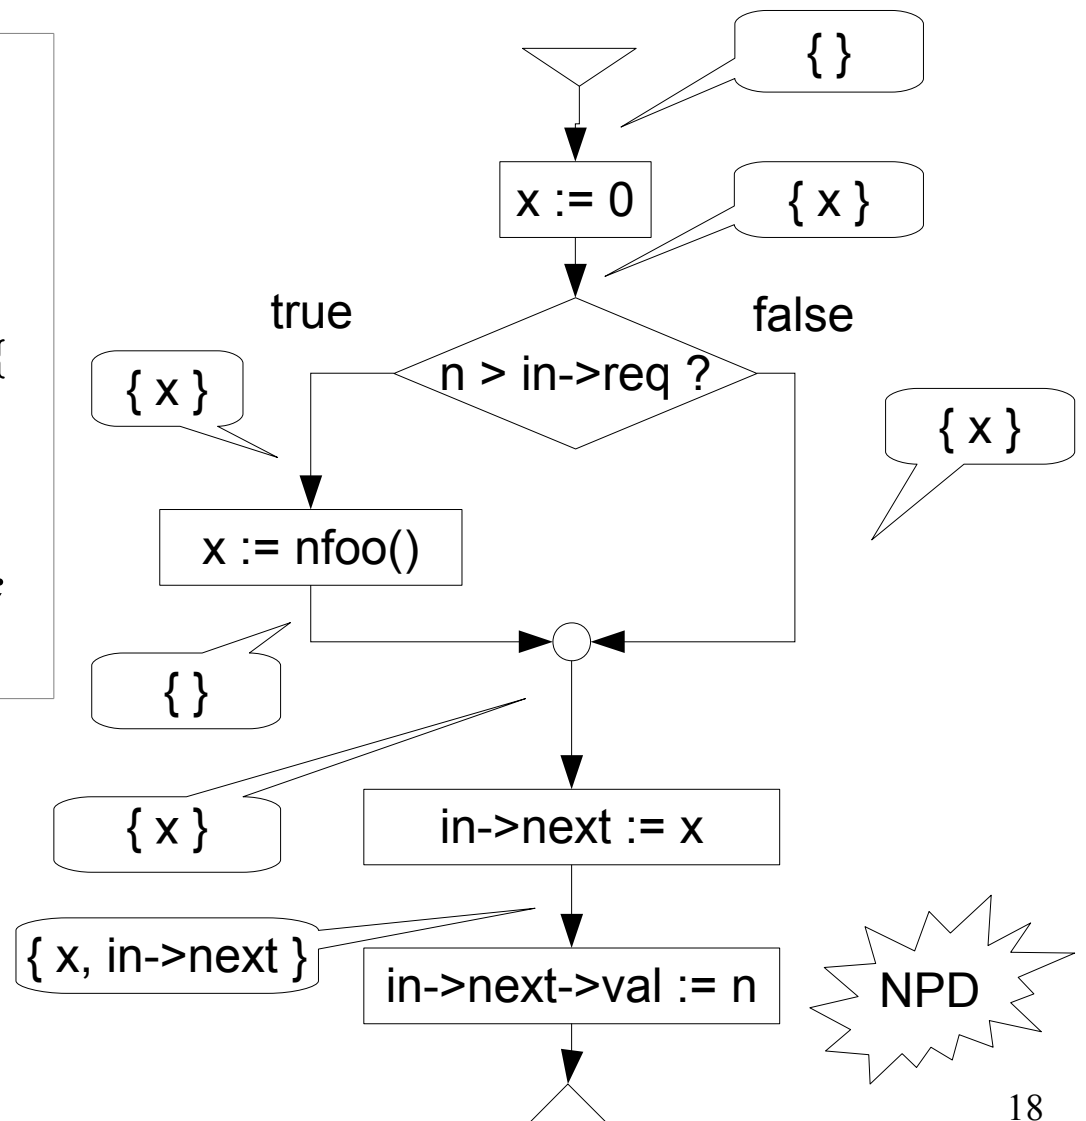 { }
x := 0
{ x }
true
false
n > in->req ?
{
{ x }
{ x }
x := nfoo()
{ }
{ x }
in->next := x
{ x, in->next }
in->next->val := n
NPD
18